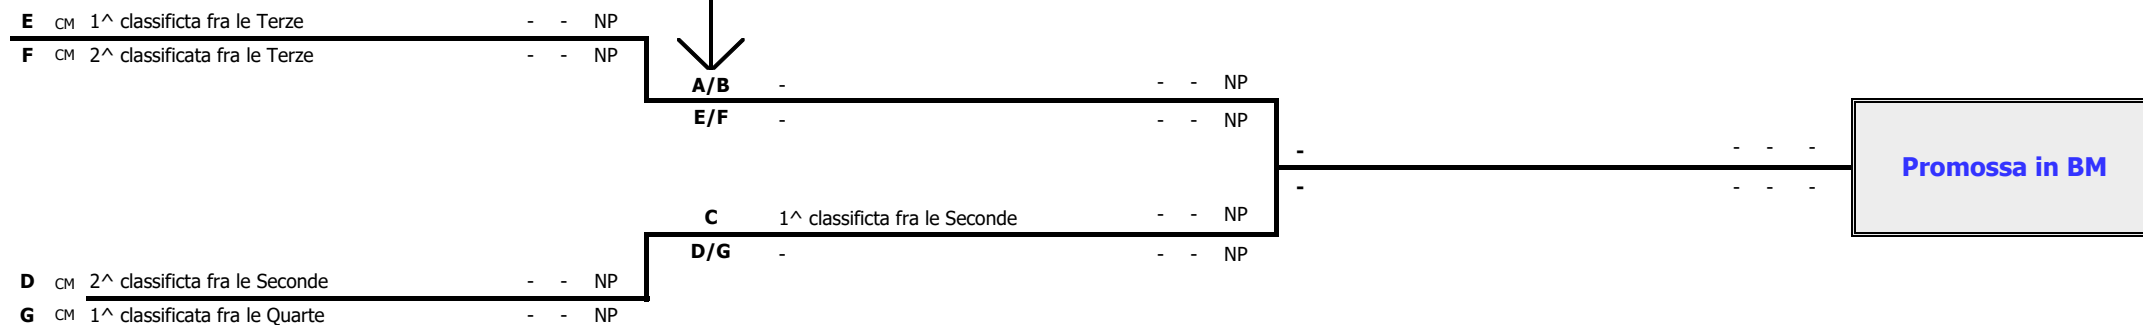 E CM 1^ classificta fra le Terze - - NP
F CM 2^ classificata fra le Terze - - NP
A/B - - - NP
E/F - - - NP
- - - -
Promossa in BM
- - - -
C 1^ classificta fra le Seconde - - NP
D/G - - - NP
D CM 2^ classificta fra le Seconde - - NP
G CM 1^ classificata fra le Quarte - - NP